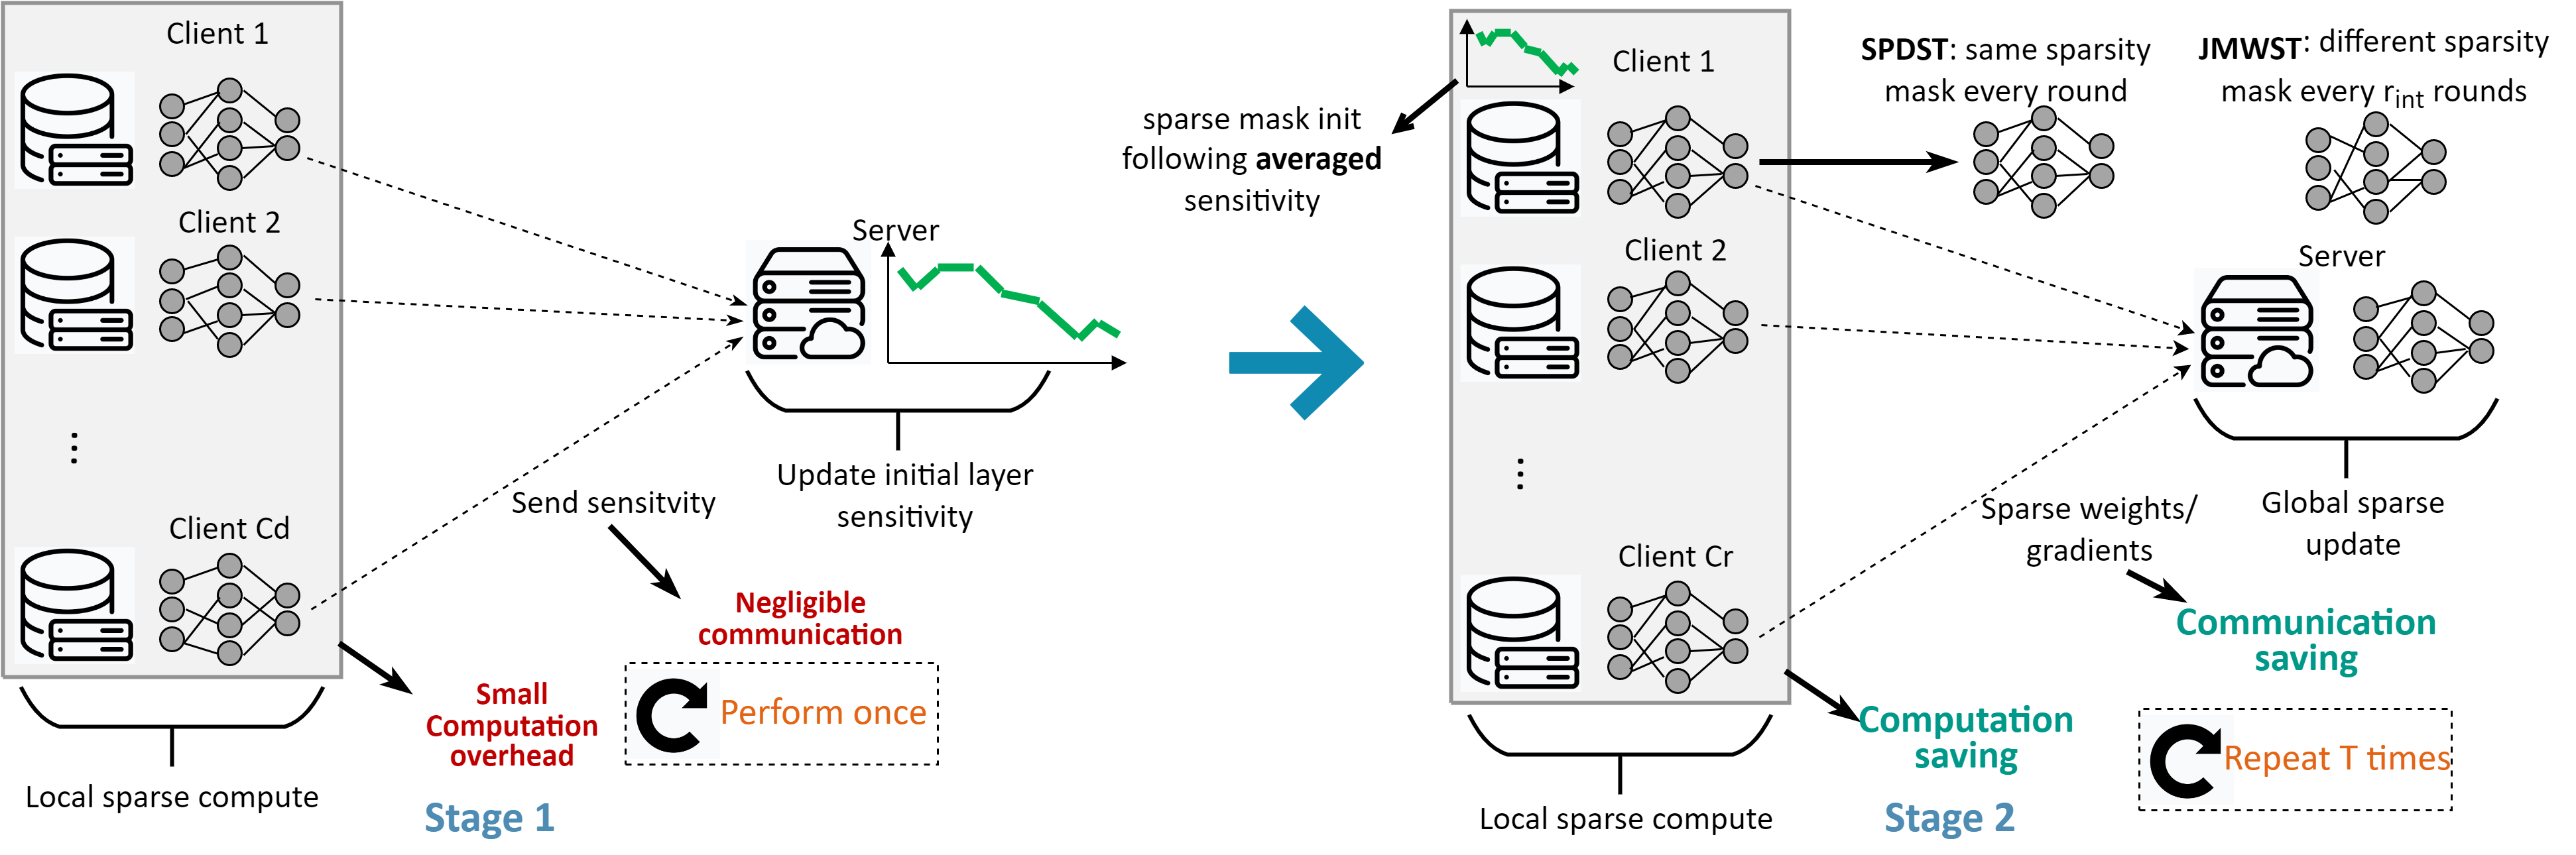 Client 1
Client 2
⋮
Client Cd
Local sparse compute
Server
Update initial layer
sensitivity
Send sensitvity
Negligible
communication
Small
Computation
overhead
Perform once
Stage 1
sparse mask init
following averaged
sensitivity
Client 1
Client 2
⋮
Client Cr
Local sparse compute
SPDST: same sparsity
mask every round
JMWST: different sparsity
mask every r_int rounds
Server
Sparse weights/
gradients
Global sparse
update
Communication
saving
Computation
saving
Repeat T times
Stage 2